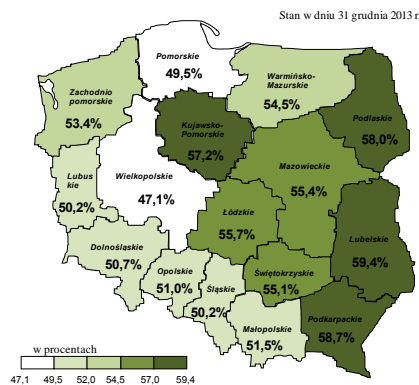 Stan w dniu 31 grudnia 2013 r.
Pomorskie
49,5%
Warmińsko-
Mazurskie
54,5%
Zachodnio
pomorskie
53,4%
Kujawsko-
Pomorskie
57,2%
Podlaskie
58,0%
Lubus
kie
50,2%
Wielkopolskie
47,1%
Mazowieckie
55,4%
Łódzkie
55,7%
Lubelskie
59,4%
Dolnośląskie
50,7%
Opolskie
51,0%
Śląskie
50,2%
Świętokrzyskie
55,1%
Małopolskie
51,5%
Podkarpackie
58,7%
w procentach
47,1 49,5 52,0 54,5 57,0 59,4